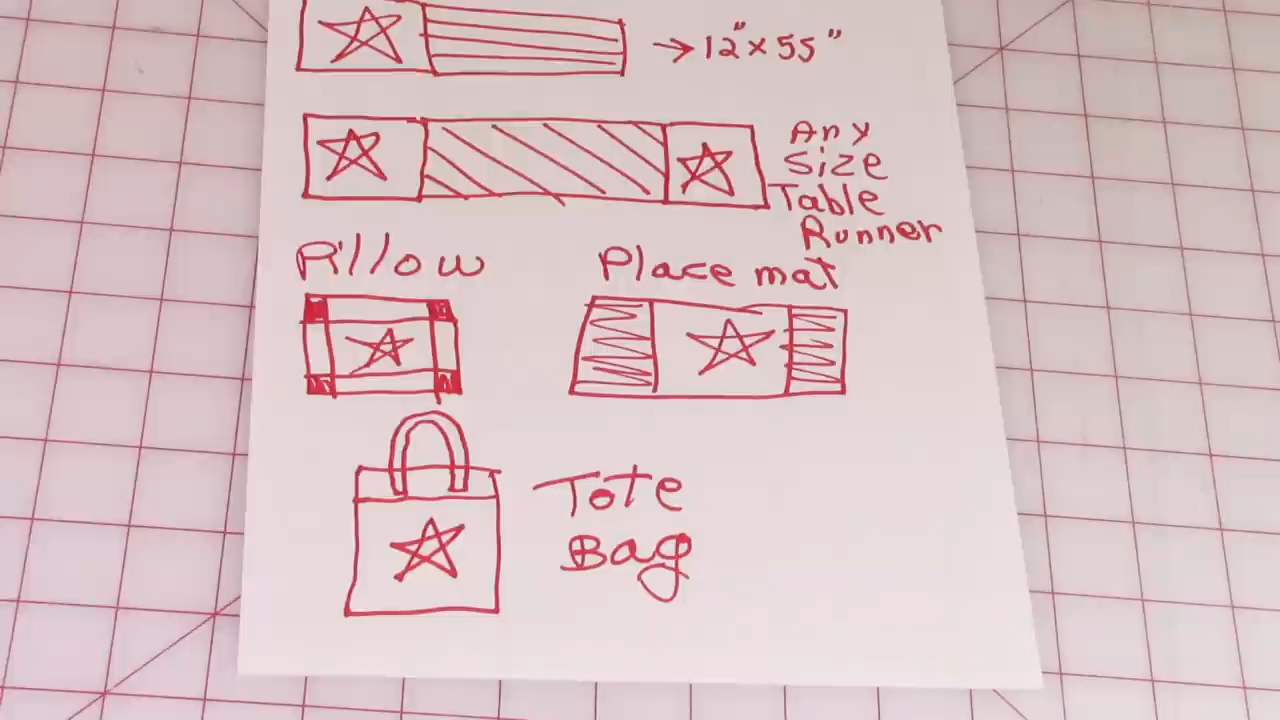 →12"x55"
Any
Size
Table
Runner
Pillow
Place mat
Tote
Bag